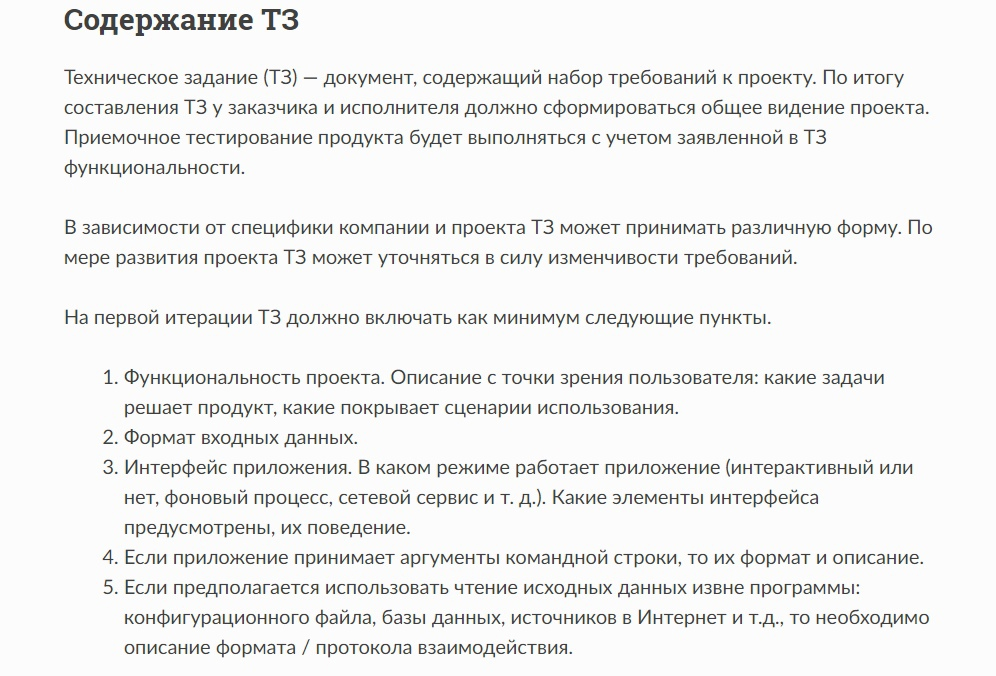 Содержание ТЗ
Техническое задание (ТЗ) — документ, содержащий набор требований к проекту. По итогу
составления ТЗ у заказчика и исполнителя должно сформироваться общее видение проекта.
Приемочное тестирование продукта будет выполняться с учетом заявленной в ТЗ
функциональности.
В зависимости от специфики компании и проекта ТЗ может принимать различную форму. По
мере развития проекта ТЗ может уточняться в силу изменчивости требований.
На первой итерации ТЗ должно включать как минимум следующие пункты.
1. Функциональность проекта. Описание с точки зрения пользователя: какие задачи
решает продукт, какие покрывает сценарии использования.
2. Формат входных данных.
3. Интерфейс приложения. В каком режиме работает приложение (интерактивный или
нет, фоновый процесс, сетевой сервис и т. д.). Какие элементы интерфейса
предусмотрены, их поведение.
4. Если приложение принимает аргументы командной строки, то их формат и описание.
5. Если предполагается использовать чтение исходных данных извне программы:
конфигурационного файла, базы данных, источников в Интернет и т.д., то необходимо
описание формата / протокола взаимодействия.